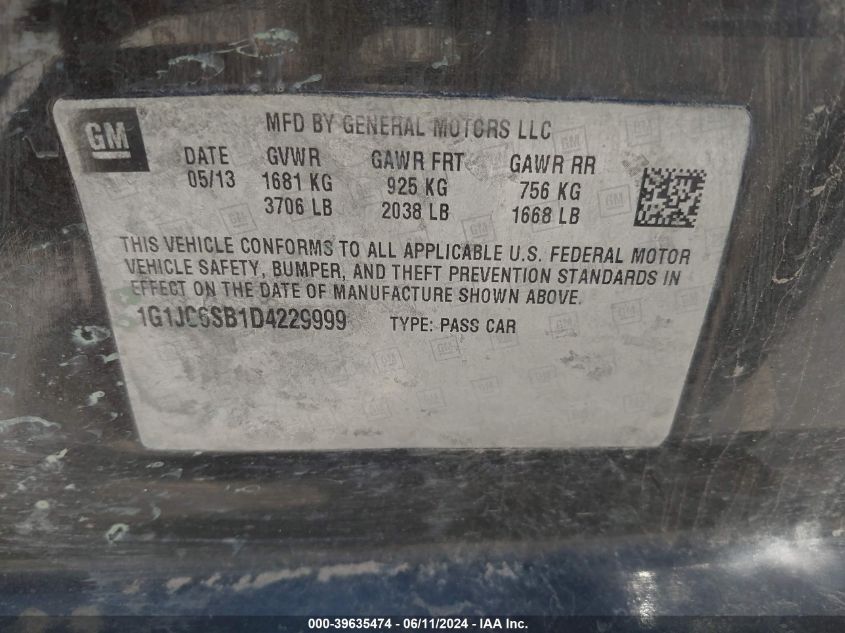 GM
MFD BY GENERAL MOTORS LLC
DATE GVWR GAWR FRT GAWR RR
05/13 1681 KG 925 KG 756 KG
3706 LB 2038 LB 1668 LB
THIS VEHICLE CONFORMS TO ALL APPLICABLE U.S. FEDERAL MOTOR
VEHICLE SAFETY, BUMPER, AND THEFT PREVENTION STANDARDS IN
EFFECT ON THE DATE OF MANUFACTURE SHOWN ABOVE.
1G1JC6SB1D4229999 TYPE: PASS CAR
000-39635474 - 06/11/2024 - IAA Inc.